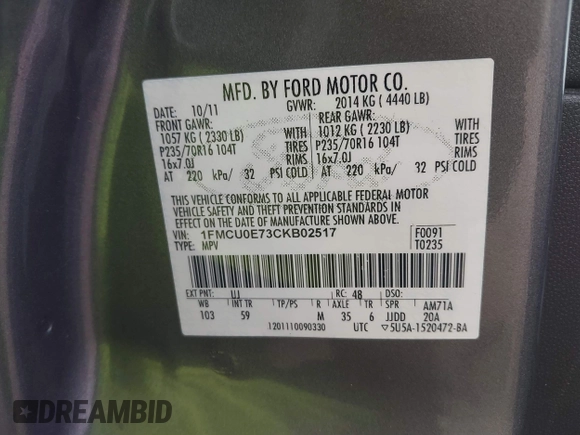 MFD. BY FORD MOTOR CO.
DATE: 10/11 GVWR: 2014 KG ( 4440 LB)
FRONT GAWR: REAR GAWR:
1057 KG ( 2330 LB) WITH 1012 KG ( 2230 LB) WITH
P235/70R16 104T TIRES P235/70R16 104T TIRES
16x7.0J RIMS 16x7.0J RIMS
AT 220 kPa/ 32 PSI COLD AT 220 kPa/ 32 PSI COLD
THIS VEHICLE CONFORMS TO ALL APPLICABLE FEDERAL MOTOR
VEHICLE SAFETY AND THEFT PREVENTION STANDARDS IN
EFFECT ON THE DATE OF MANUFACTURE SHOWN ABOVE.
VIN: 1FMCU0E73CKB02517 F0091
TYPE: MPV T0235
EXT PNT: UJ RC: 48 DSO:
WB INT TR TP/PS R AXLE TR SPR AM71A
103 59 M 35 6 JJDD 20A
1201110090330 UTC ▽5U5A-1520472-BA
DREAMBID